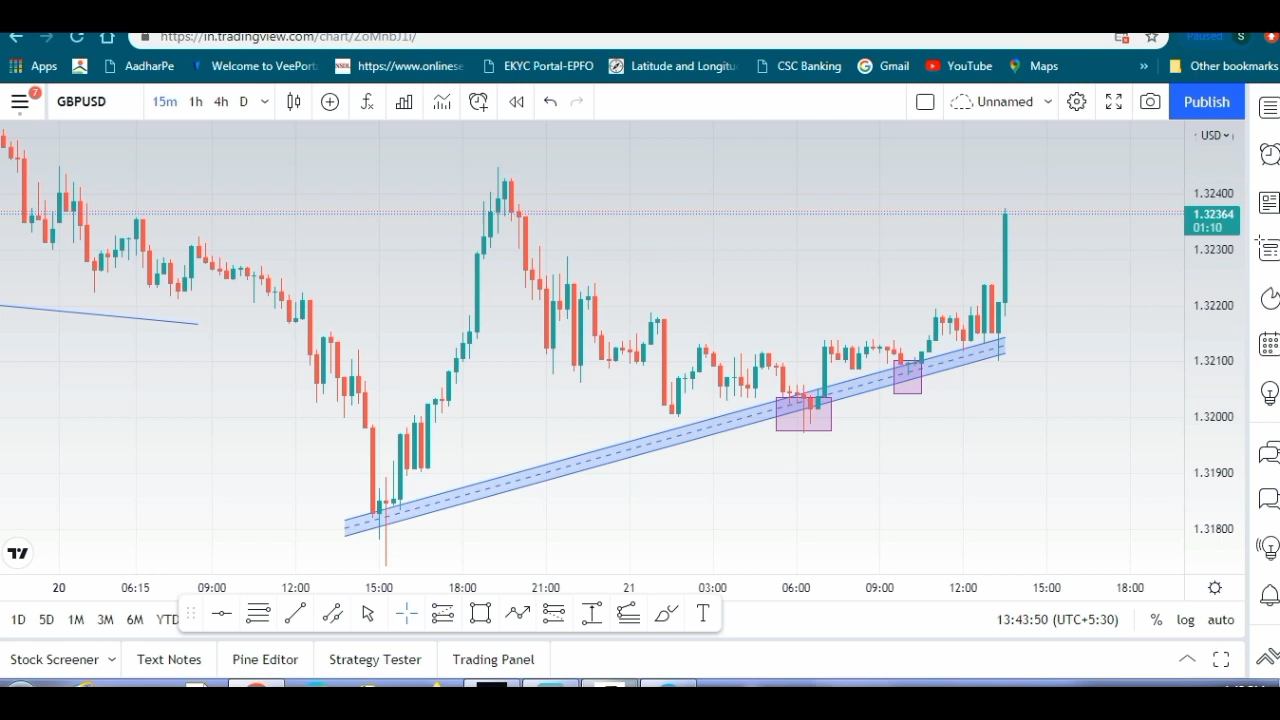 https://in.tradingview.com/chart/ZoMnbJ1i/
Paused S
Apps AadharPe Welcome to VeePort https://www.onlinese EKYC Portal-EPFO Latitude and Longitu CSC Banking Gmail YouTube Maps » Other bookmarks
7 GBPUSD 15m 1h 4h D Unnamed Publish
USD
1.32400
1.32364
01:10
1.32300
1.32200
1.32100
1.32000
1.31900
1.31800
20 06:15 09:00 12:00 15:00 18:00 21:00 21 03:00 06:00 09:00 12:00 15:00 18:00
1D 5D 1M 3M 6M YTD T 13:43:50 (UTC+5:30) % log auto
Stock Screener Text Notes Pine Editor Strategy Tester Trading Panel